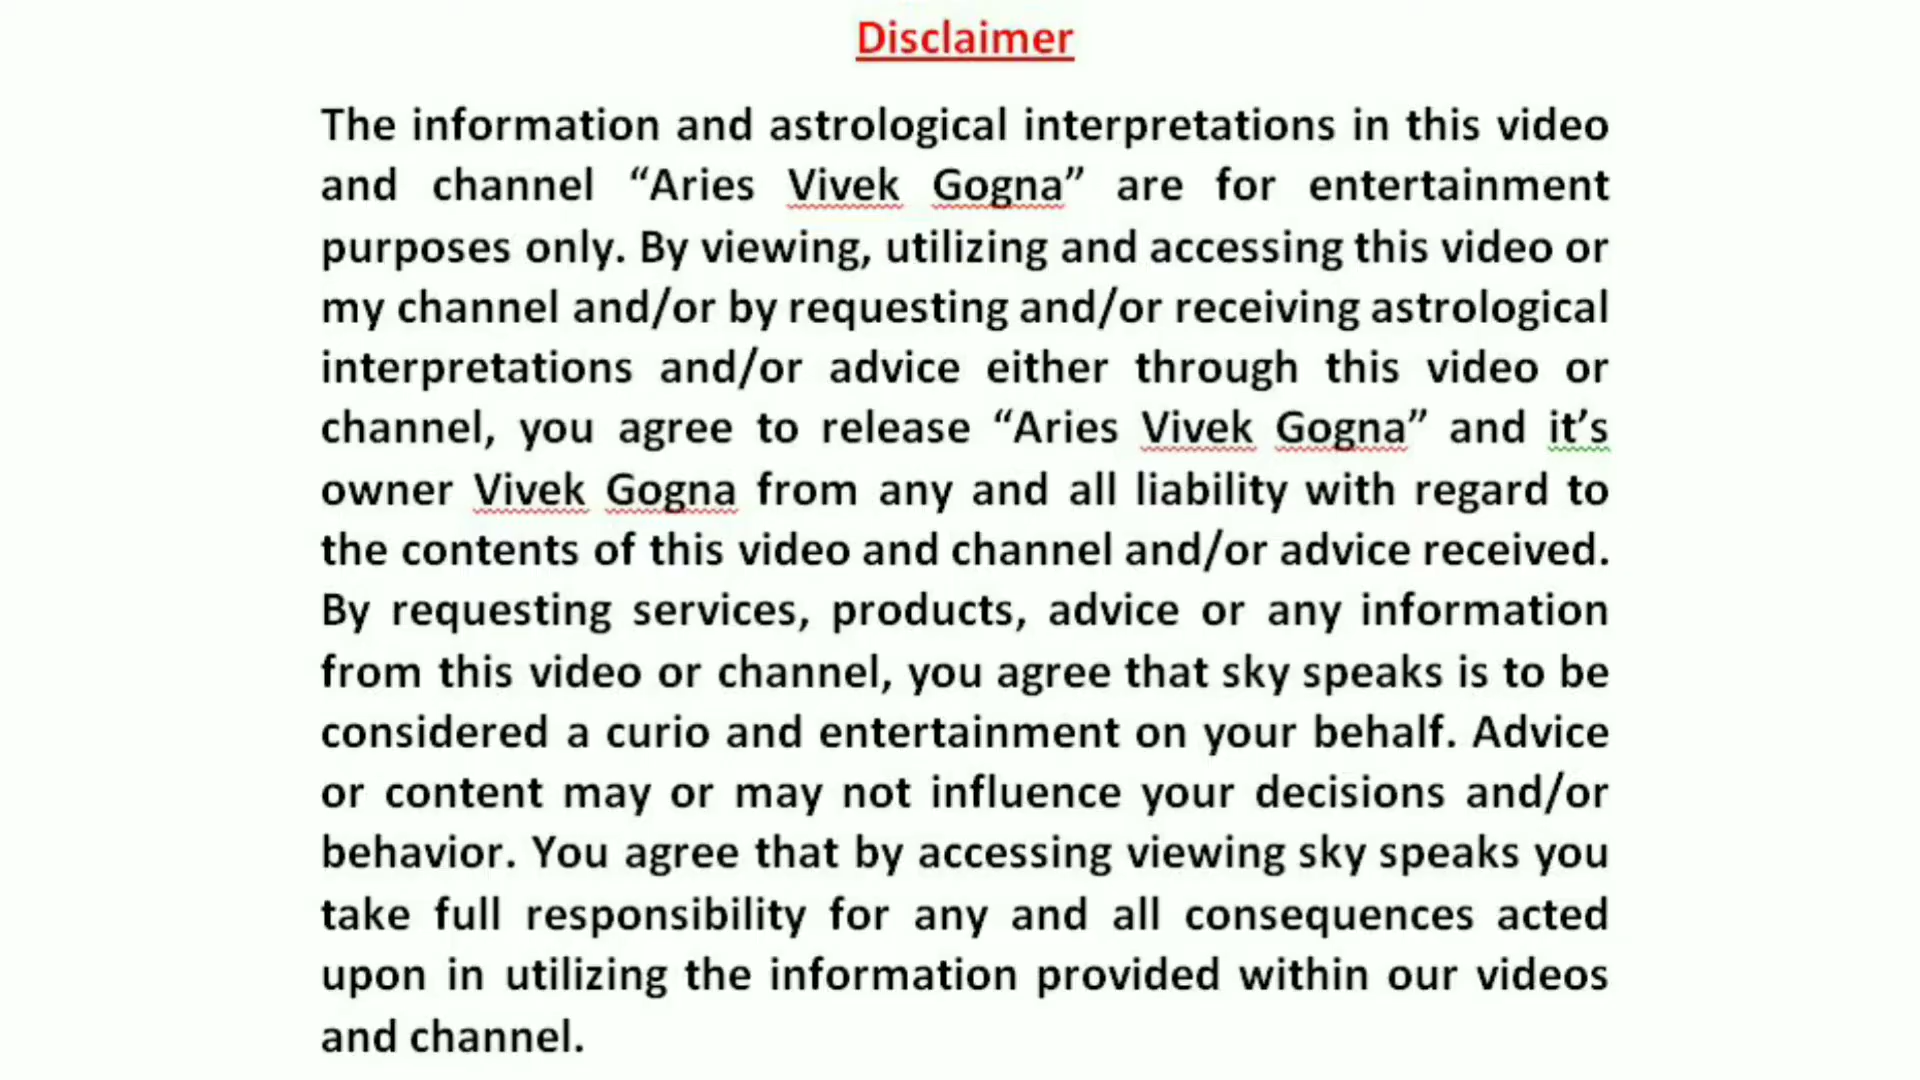 Disclaimer
The information and astrological interpretations in this video
and channel “Aries Vivek Gogna” are for entertainment
purposes only. By viewing, utilizing and accessing this video or
my channel and/or by requesting and/or receiving astrological
interpretations and/or advice either through this video or
channel, you agree to release “Aries Vivek Gogna” and it’s
owner Vivek Gogna from any and all liability with regard to
the contents of this video and channel and/or advice received.
By requesting services, products, advice or any information
from this video or channel, you agree that sky speaks is to be
considered a curio and entertainment on your behalf. Advice
or content may or may not influence your decisions and/or
behavior. You agree that by accessing viewing sky speaks you
take full responsibility for any and all consequences acted
upon in utilizing the information provided within our videos
and channel.